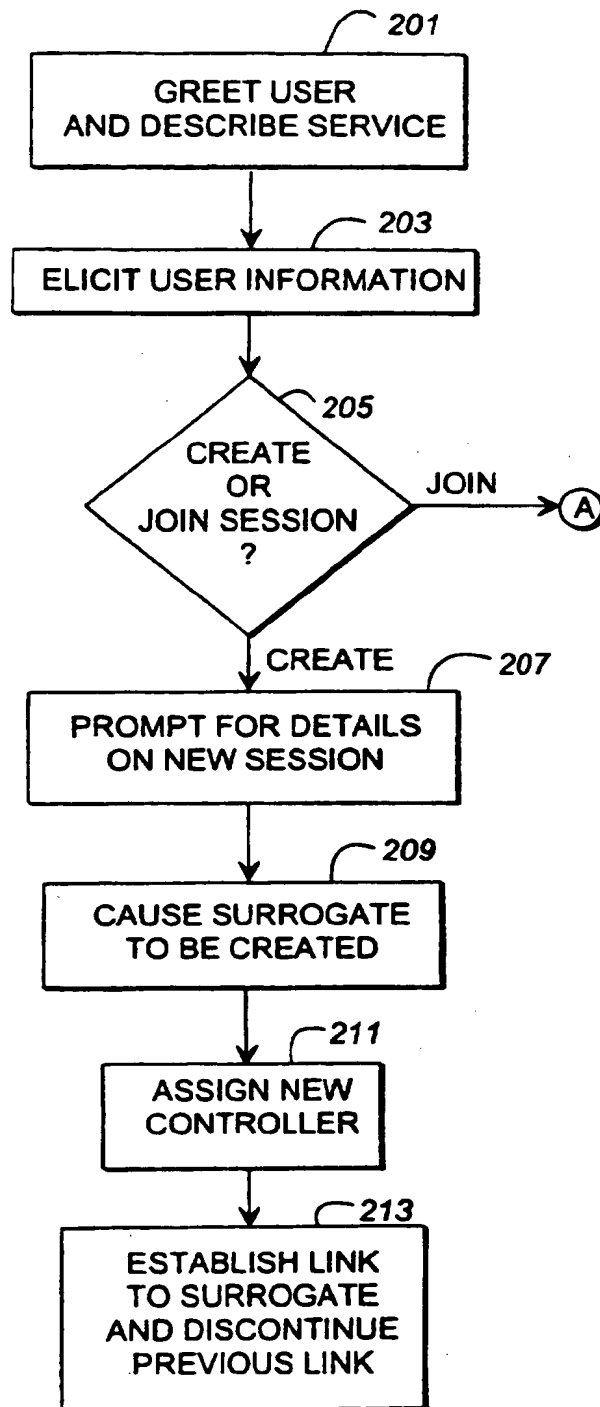 201
GREET USER
AND DESCRIBE SERVICE
203
ELICIT USER INFORMATION
205
CREATE
OR
JOIN SESSION
?
JOIN
A
CREATE
207
PROMPT FOR DETAILS
ON NEW SESSION
209
CAUSE SURROGATE
TO BE CREATED
211
ASSIGN NEW
CONTROLLER
213
ESTABLISH LINK
TO SURROGATE
AND DISCONTINUE
PREVIOUS LINK